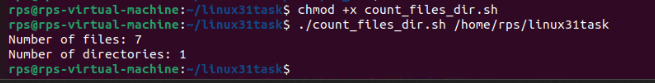 rps@rps-virtual-machine:~/linux31task$ chmod +x count_files_dir.sh
rps@rps-virtual-machine:~/linux31task$ ./count_files_dir.sh /home/rps/linux31task
Number of files: 7
Number of directories: 1
rps@rps-virtual-machine:~/linux31task$